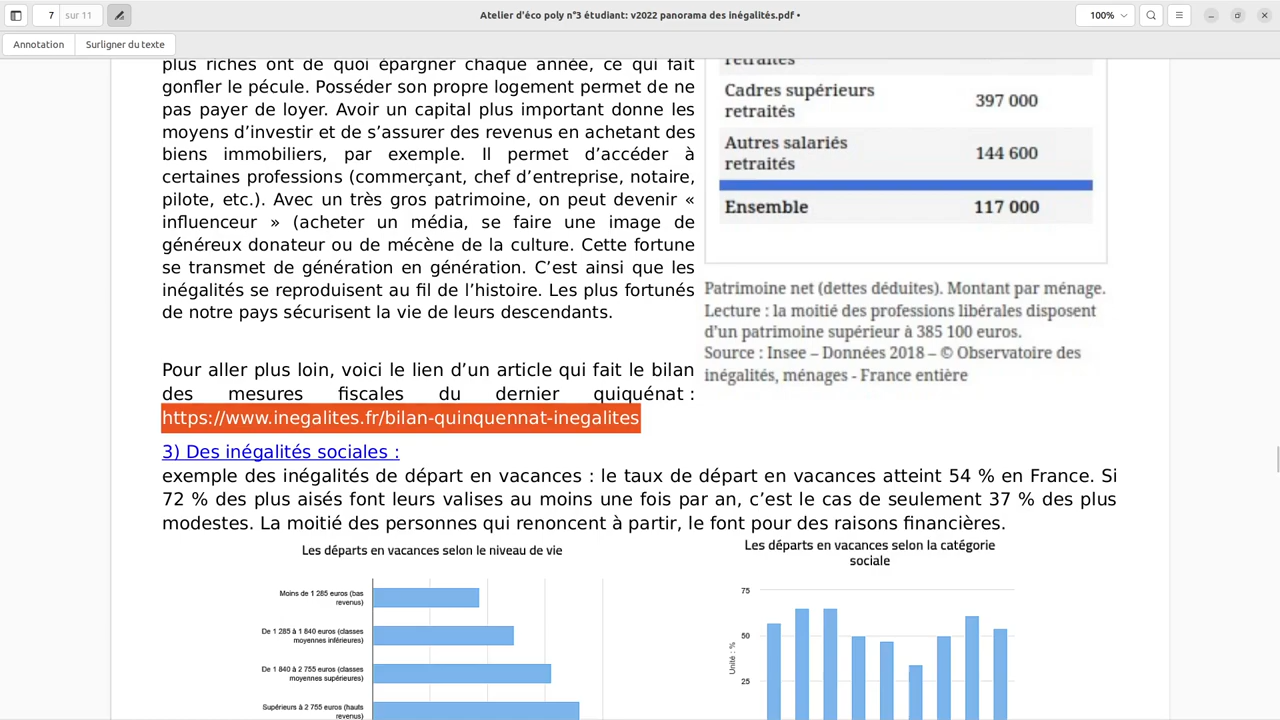 7
sur 11
Atelier d'éco poly n°3 étudiant: v2022 panorama des inégalités.pdf •
100%
Annotation
Surligner du texte
plus riches ont de quoi épargner chaque année, ce qui fait
gonfler le pécule. Posséder son propre logement permet de ne
pas payer de loyer. Avoir un capital plus important donne les
moyens d’investir et de s’assurer des revenus en achetant des
biens immobiliers, par exemple. Il permet d’accéder à
certaines professions (commerçant, chef d’entreprise, notaire,
pilote, etc.). Avec un très gros patrimoine, on peut devenir «
influenceur » (acheter un média, se faire une image de
généreux donateur ou de mécène de la culture. Cette fortune
se transmet de génération en génération. C’est ainsi que les
inégalités se reproduisent au fil de l’histoire. Les plus fortunés
de notre pays sécurisent la vie de leurs descendants.
Pour aller plus loin, voici le lien d’un article qui fait le bilan
des mesures fiscales du dernier quiquénat :
https://www.inegalites.fr/bilan-quinquennat-inegalites
retraités
Cadres supérieurs
retraités
397 000
Autres salariés
retraités
144 600
Ensemble
117 000
Patrimoine net (dettes déduites). Montant par ménage.
Lecture : la moitié des professions libérales disposent
d’un patrimoine supérieur à 385 100 euros.
Source : Insee – Données 2018 – © Observatoire des
inégalités, ménages - France entière
3) Des inégalités sociales :
exemple des inégalités de départ en vacances : le taux de départ en vacances atteint 54 % en France. Si
72 % des plus aisés font leurs valises au moins une fois par an, c’est le cas de seulement 37 % des plus
modestes. La moitié des personnes qui renoncent à partir, le font pour des raisons financières.
Les départs en vacances selon le niveau de vie
Moins de 1 285 euros (bas
revenus)
De 1 285 à 1 840 euros (classes
moyennes inférieures)
De 1 840 à 2 755 euros (classes
moyennes supérieures)
Supérieurs à 2 755 euros (hauts
revenus)
Les départs en vacances selon la catégorie
sociale
75
50
25
Unité : %